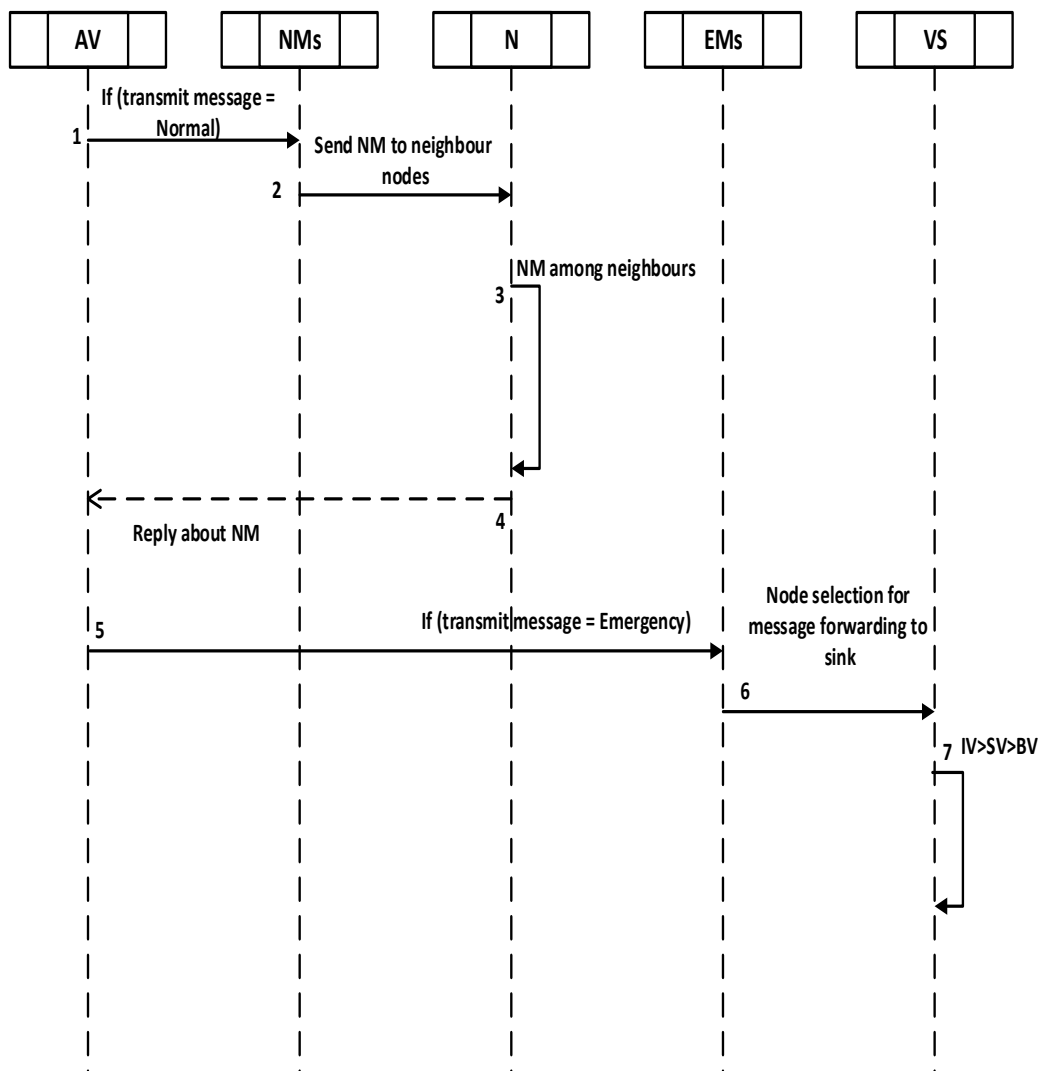 AV
NMs
N
EMs
VS
If (transmit message =
Normal)
1
Send NM to neighbour
nodes
2
NM among neighbours
3
4
Reply about NM
5
If (transmit message = Emergency)
Node selection for
message forwarding to
sink
6
7 IV>SV>BV